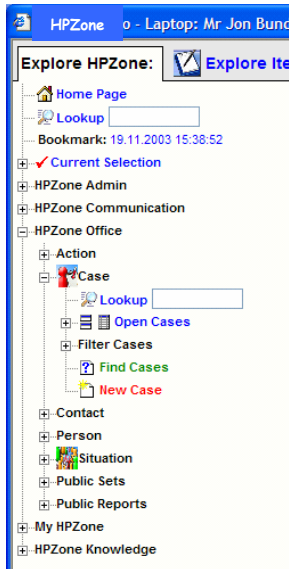 HPZone o - Laptop: Mr Jon Bund
Explore HPZone: Explore Ite
Home Page
Lookup
Bookmark: 19.11.2003 15:38:52
Current Selection
HPZone Admin
HPZone Communication
HPZone Office
Action
Case
Lookup
Open Cases
Filter Cases
Find Cases
New Case
Contact
Person
Situation
Public Sets
Public Reports
My HPZone
HPZone Knowledge